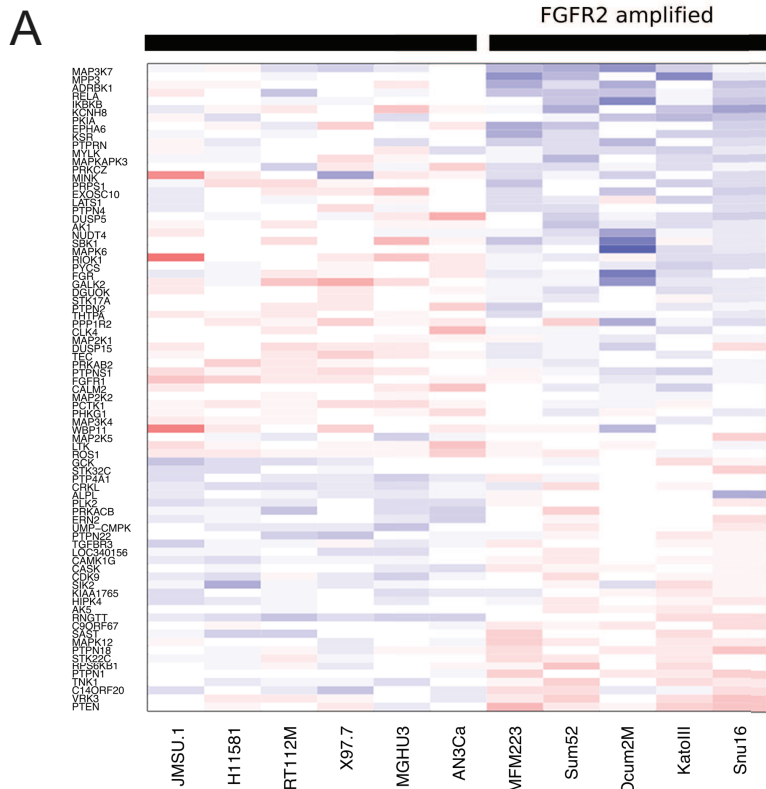 A
FGFR2 amplified
MAP3K7
MPP3
ADRBK1
RELA
IKBKB
KCNH8
PKIA
EPHA6
KSR
PTPRN
MYLK
MAPKAPK3
PRKCZ
MINK
PRPS1
EXOSC10
LATS1
PTPN4
DUSP5
AK1
NUDT4
SBK1
MAPK6
RIOK1
PYCS
FGR
GALK2
DGUOK
STK17A
PTPN2
THTPA
PPP1R2
CLK4
MAP2K1
DUSP15
TEC
PRKAB2
PTPNS1
FGFR1
CALM2
MAP2K2
PCTK1
PHKG1
MAP3K4
WBP11
MAP2K5
LTK
ROS1
GCK
STK32C
PTP4A1
CRKL
ALPL
PLK2
PRKACB
ERN2
UMP-CMPK
PTPN22
TGFBR3
LOC340156
CAMK1G
CASK
CDK9
SIK2
KIAA1765
HIPK4
AK5
RNGTT
C9ORF67
SAST
MAPK12
PTPN18
STK22C
RPS6KB1
PTPN1
TNK1
C14ORF20
VRK3
PTEN
JMSU.1
H11581
RT112M
X97.7
MGHU3
AN3Ca
MFM223
Sum52
Ocum2M
KatoIII
Snu16